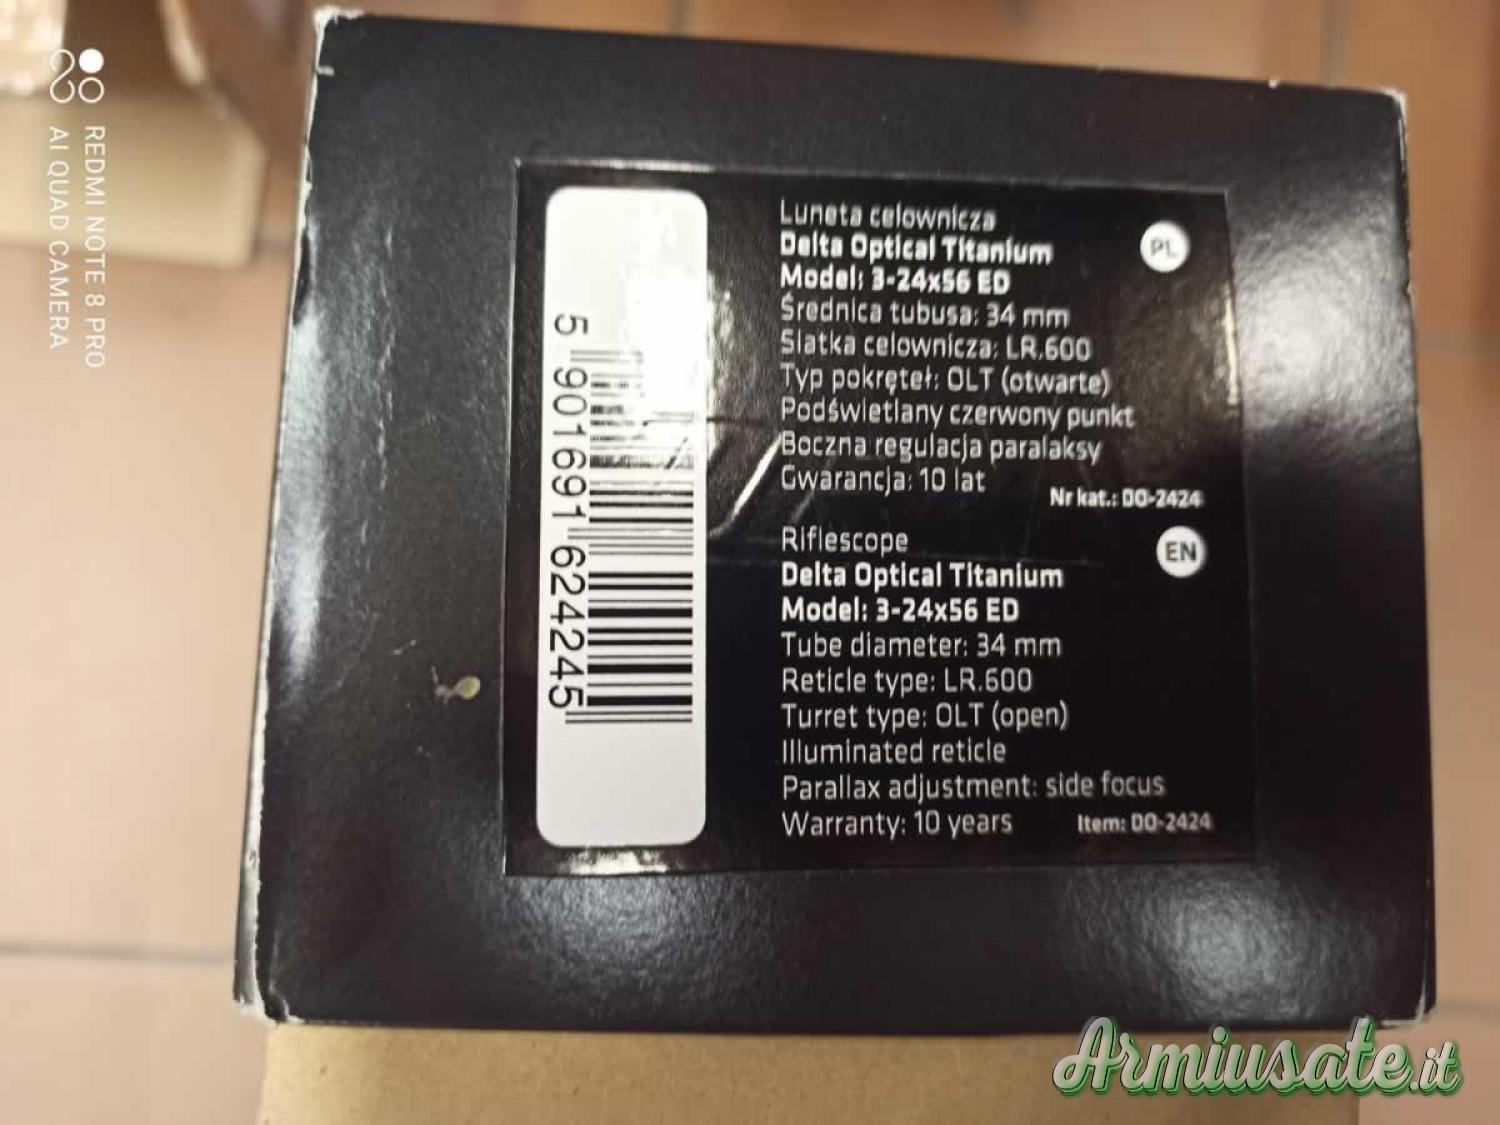 REDMI NOTE 8 PRO
AI QUAD CAMERA
5 901691 624245
Luneta celownicza
Delta Optical Titanium
Model: 3-24x56 ED
PL
Średnica tubusa: 34 mm
Siatka celownicza: LR.600
Typ pokręteł: OLT (otwarte)
Podświetlany czerwony punkt
Boczna regulacja paralaksy
Gwarancja: 10 lat
Nr kat.: DO-2424
Riflescope
EN
Delta Optical Titanium
Model: 3-24x56 ED
Tube diameter: 34 mm
Reticle type: LR.600
Turret type: OLT (open)
Illuminated reticle
Parallax adjustment: side focus
Warranty: 10 years
Item: DO-2424
Armiusate.it